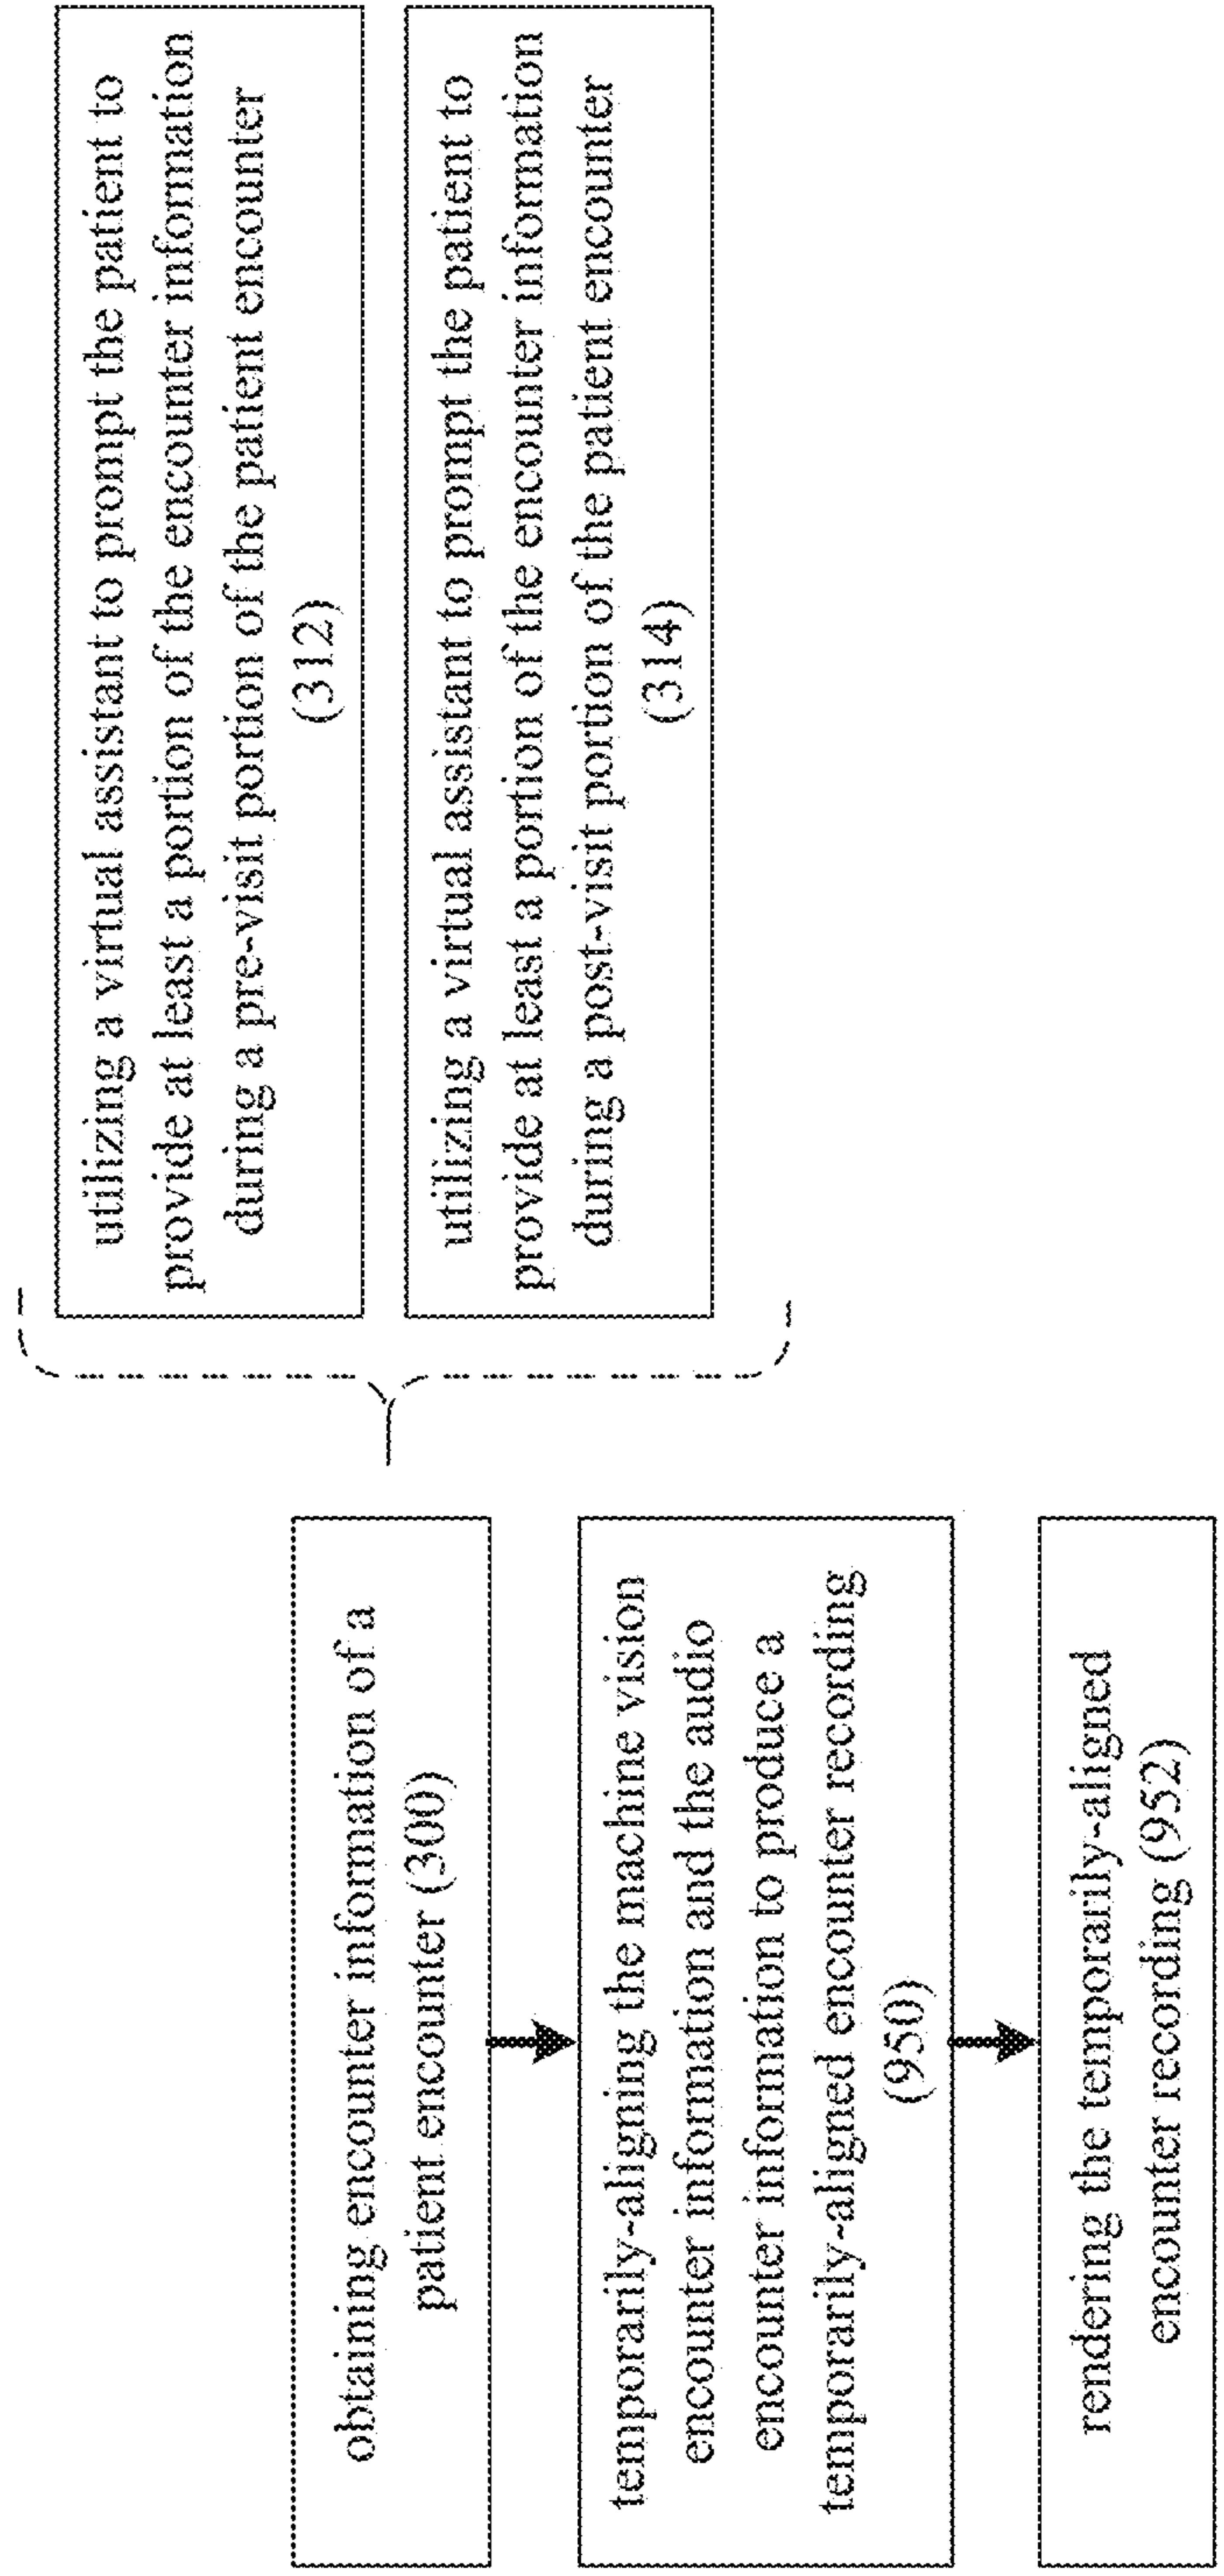 obtaining encounter information of a
patient encounter (300)
temporarily-aligning the machine vision
encounter information and the audio
encounter information to produce a
temporarily-aligned encounter recording
(950)
rendering the temporarily-aligned
encounter recording (952)
utilizing a virtual assistant to prompt the patient to
provide at least a portion of the encounter information
during a pre-visit portion of the patient encounter
(312)
utilizing a virtual assistant to prompt the patient to
provide at least a portion of the encounter information
during a post-visit portion of the patient encounter
(314)